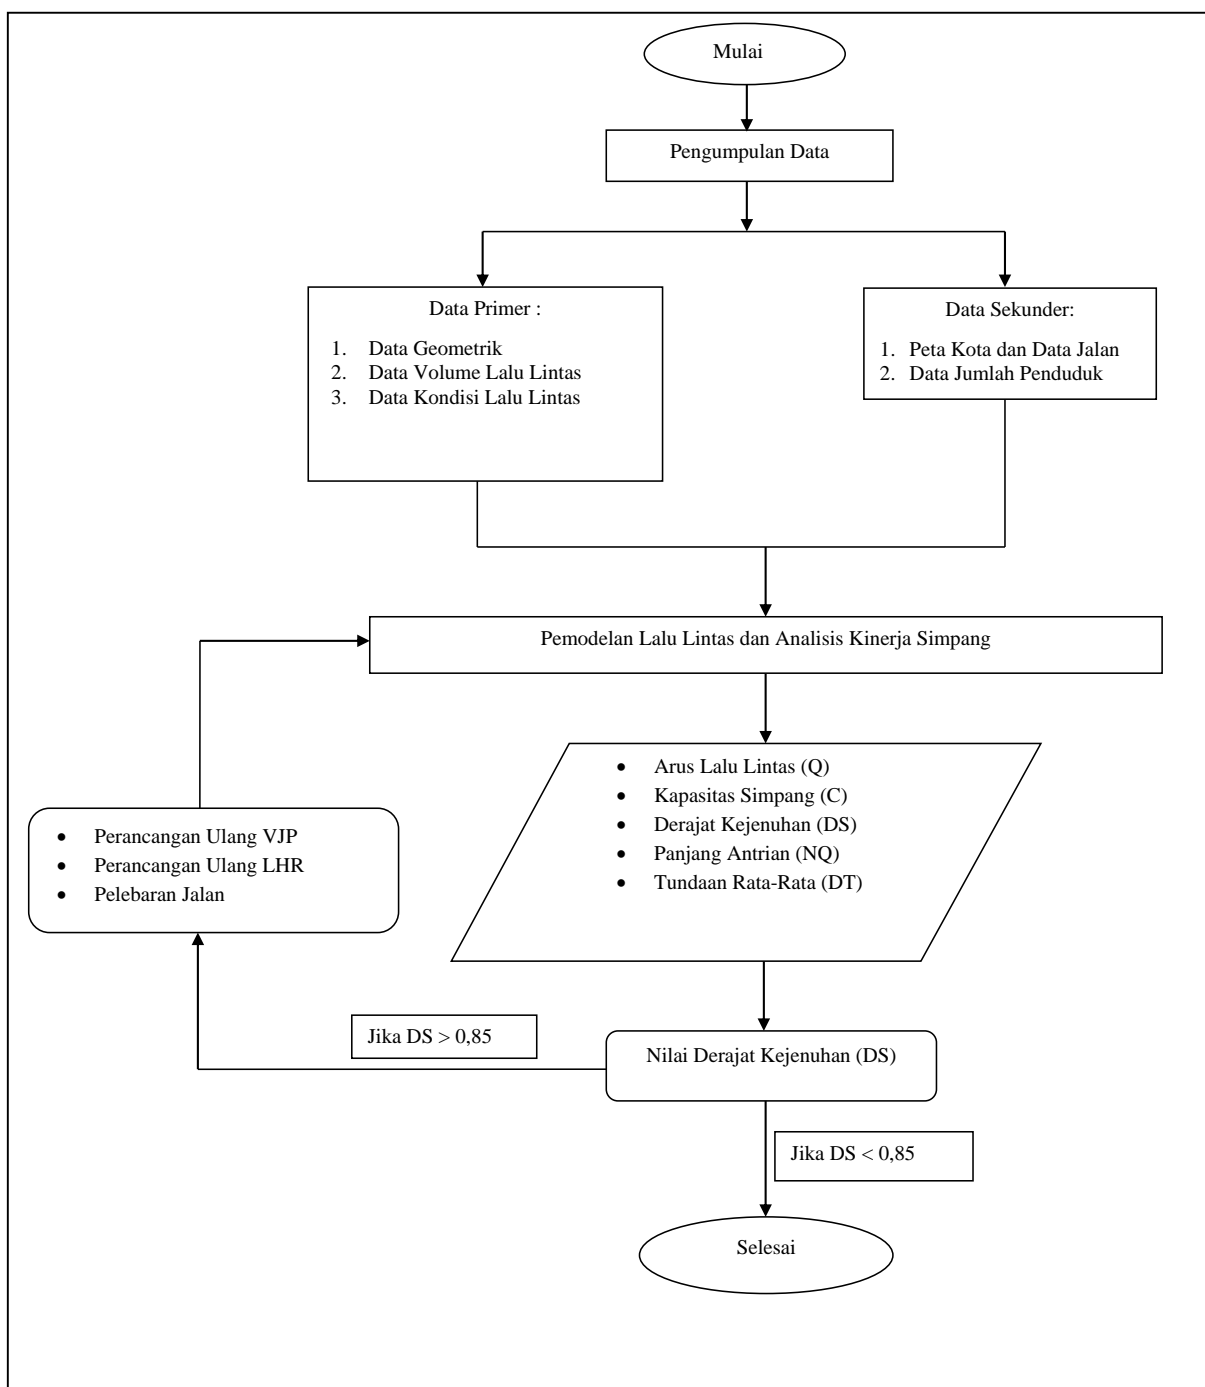 Mulai
Pengumpulan Data
Data Primer :
1. Data Geometrik
2. Data Volume Lalu Lintas
3. Data Kondisi Lalu Lintas
Data Sekunder:
1. Peta Kota dan Data Jalan
2. Data Jumlah Penduduk
Pemodelan Lalu Lintas dan Analisis Kinerja Simpang
• Arus Lalu Lintas (Q)
• Kapasitas Simpang (C)
• Derajat Kejenuhan (DS)
• Panjang Antrian (NQ)
• Tundaan Rata-Rata (DT)
• Perancangan Ulang VJP
• Perancangan Ulang LHR
• Pelebaran Jalan
Jika DS > 0,85
Nilai Derajat Kejenuhan (DS)
Jika DS < 0,85
Selesai